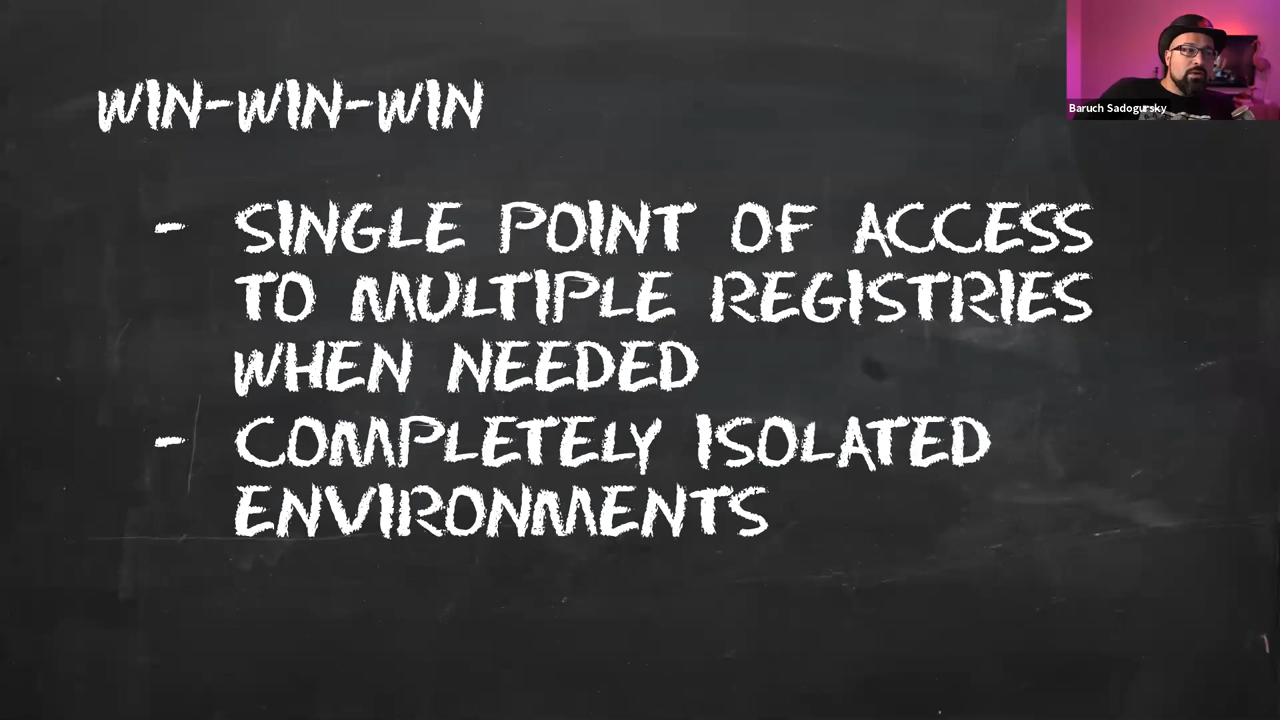 WIN-WIN-WIN
Baruch Sadogursky
- SINGLE POINT OF ACCESS
TO MULTIPLE REGISTRIES
WHEN NEEDED
- COMPLETELY ISOLATED
ENVIRONMENTS